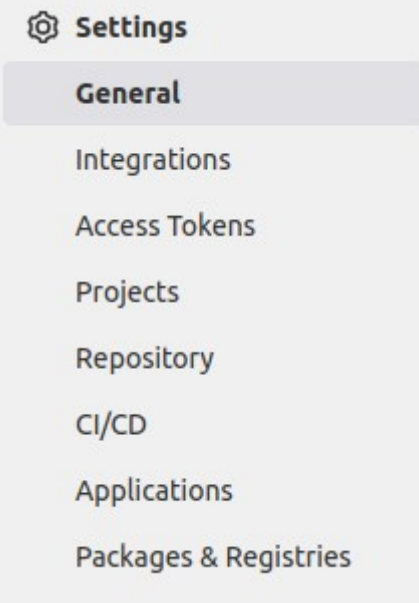 Settings
General
Integrations
Access Tokens
Projects
Repository
CI/CD
Applications
Packages & Registries